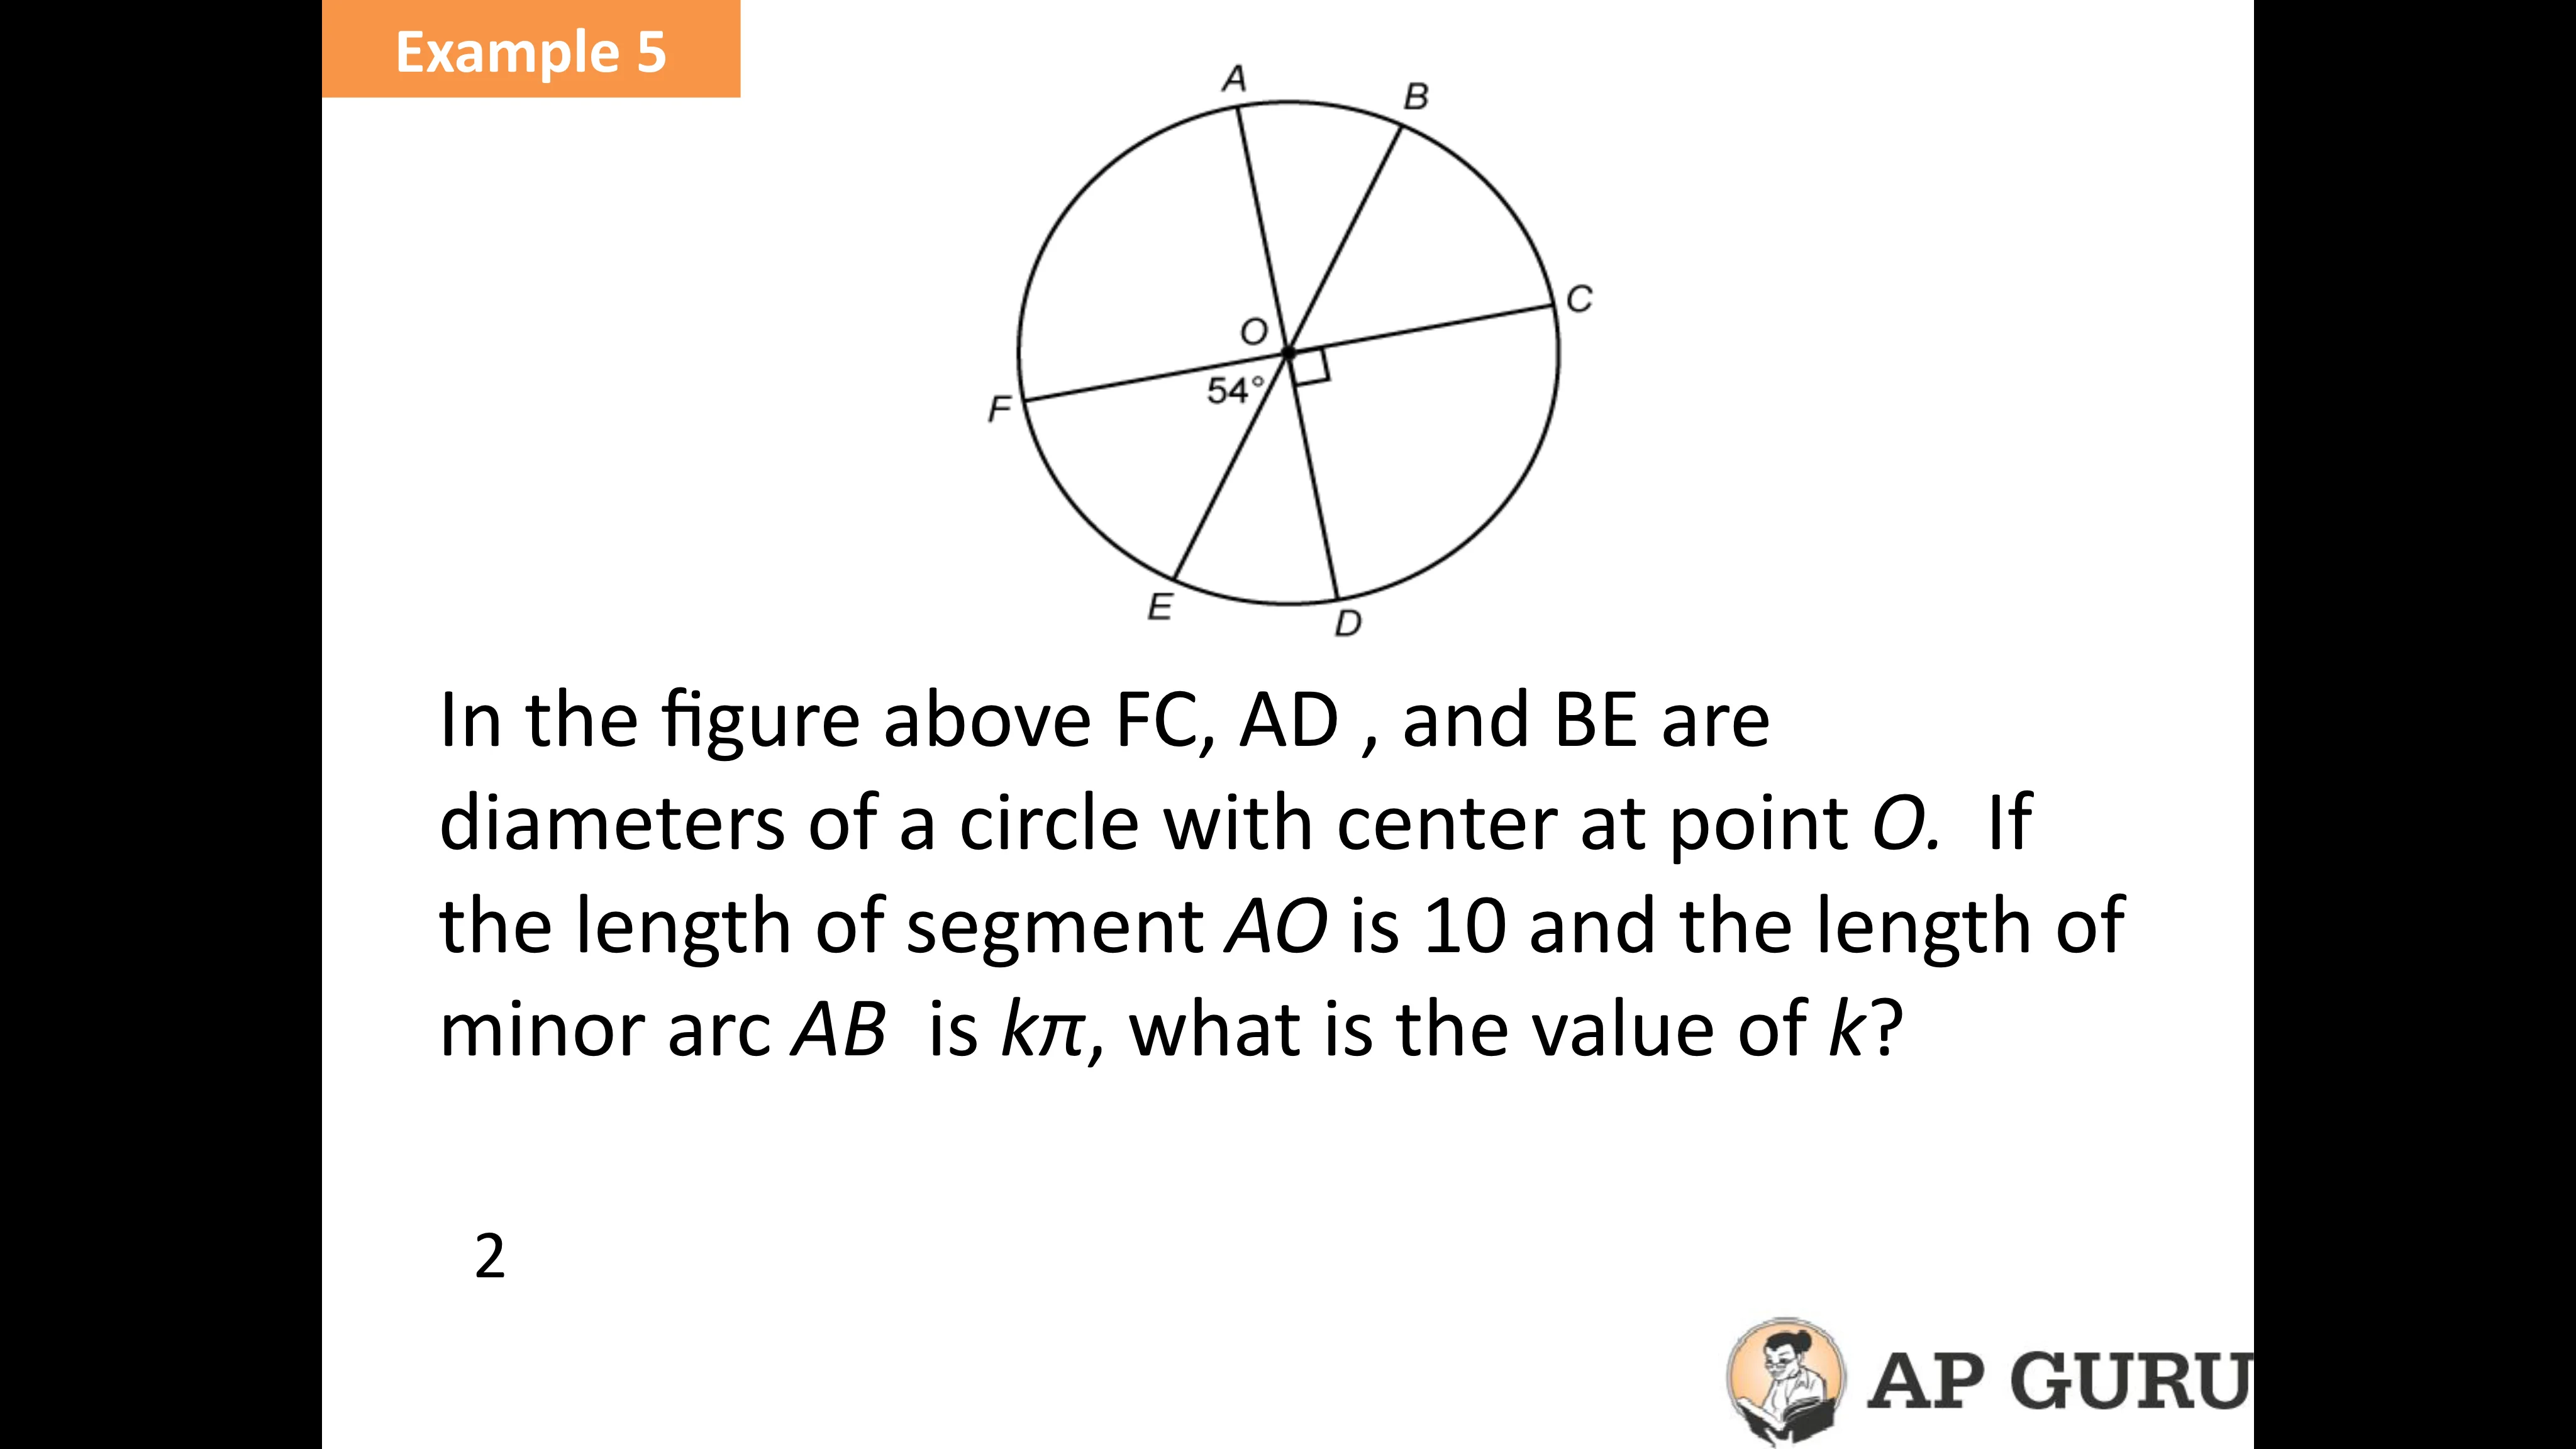 Example 5
A
B
C
O
54°
F
E
D
In the figure above FC, AD , and BE are
diameters of a circle with center at point O. If
the length of segment AO is 10 and the length of
minor arc AB is kπ, what is the value of k?
2
AP GURU